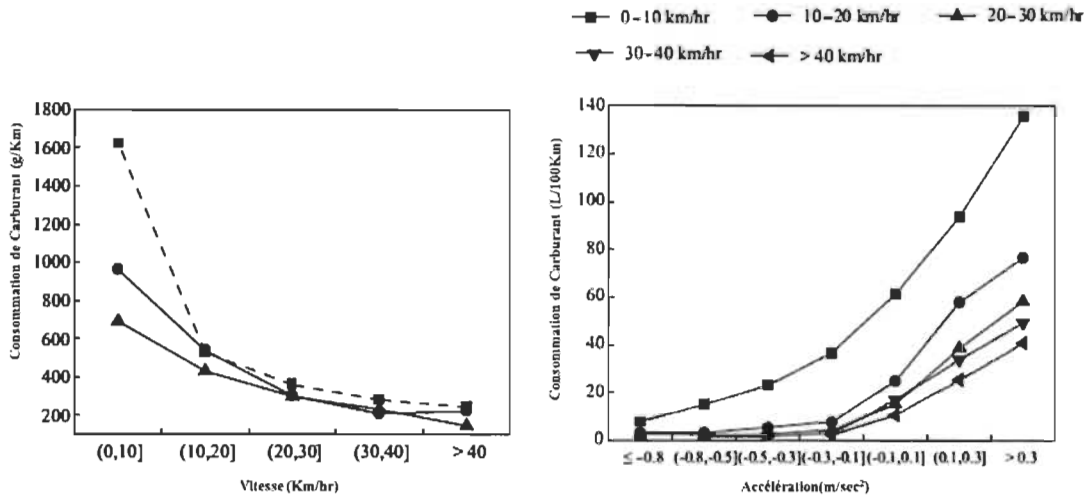 0-10 km/hr 10-20 km/hr 20-30 km/hr
30-40 km/hr > 40 km/hr
Consommation de Carburant (g/Km)
1800
1600
1400
1200
1000
800
600
400
200
(0,10] (10,20] (20,30] (30,40] > 40
Vitesse (Km/hr)
Consommation de Carburant (L/100Km)
140
120
100
80
60
40
20
0
≤ -0.8 (-0.8,-0.5] (-0.5,-0.3] (-0.3,-0.1] (-0.1,0.1] (0.1,0.3] > 0.3
Accélération(m/sec²)